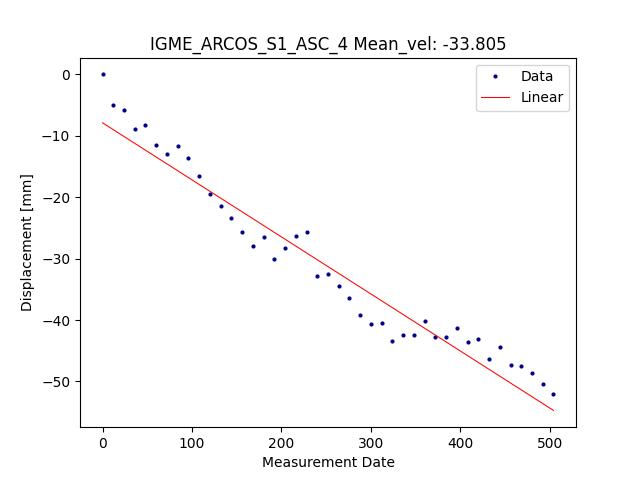 IGME_ARCOS_S1_ASC_4 Mean_vel: -33.805
Data
Linear
0
−10
−20
−30
−40
−50
Displacement [mm]
0 100 200 300 400 500
Measurement Date